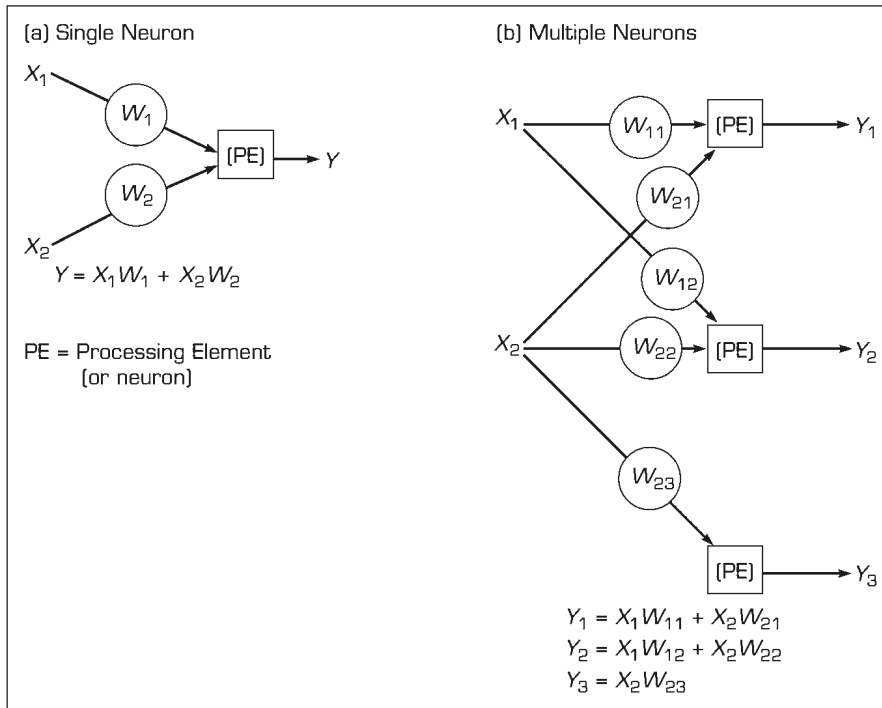 (a) Single Neuron
X1
W1
(PE)
Y
W2
X2
Y = X1W1 + X2W2
PE = Processing Element
(or neuron)
(b) Multiple Neurons
X1
W11
(PE)
Y1
W21
W12
X2
W22
(PE)
Y2
W23
(PE)
Y3
Y1 = X1W11 + X2W21
Y2 = X1W12 + X2W22
Y3 = X2W23